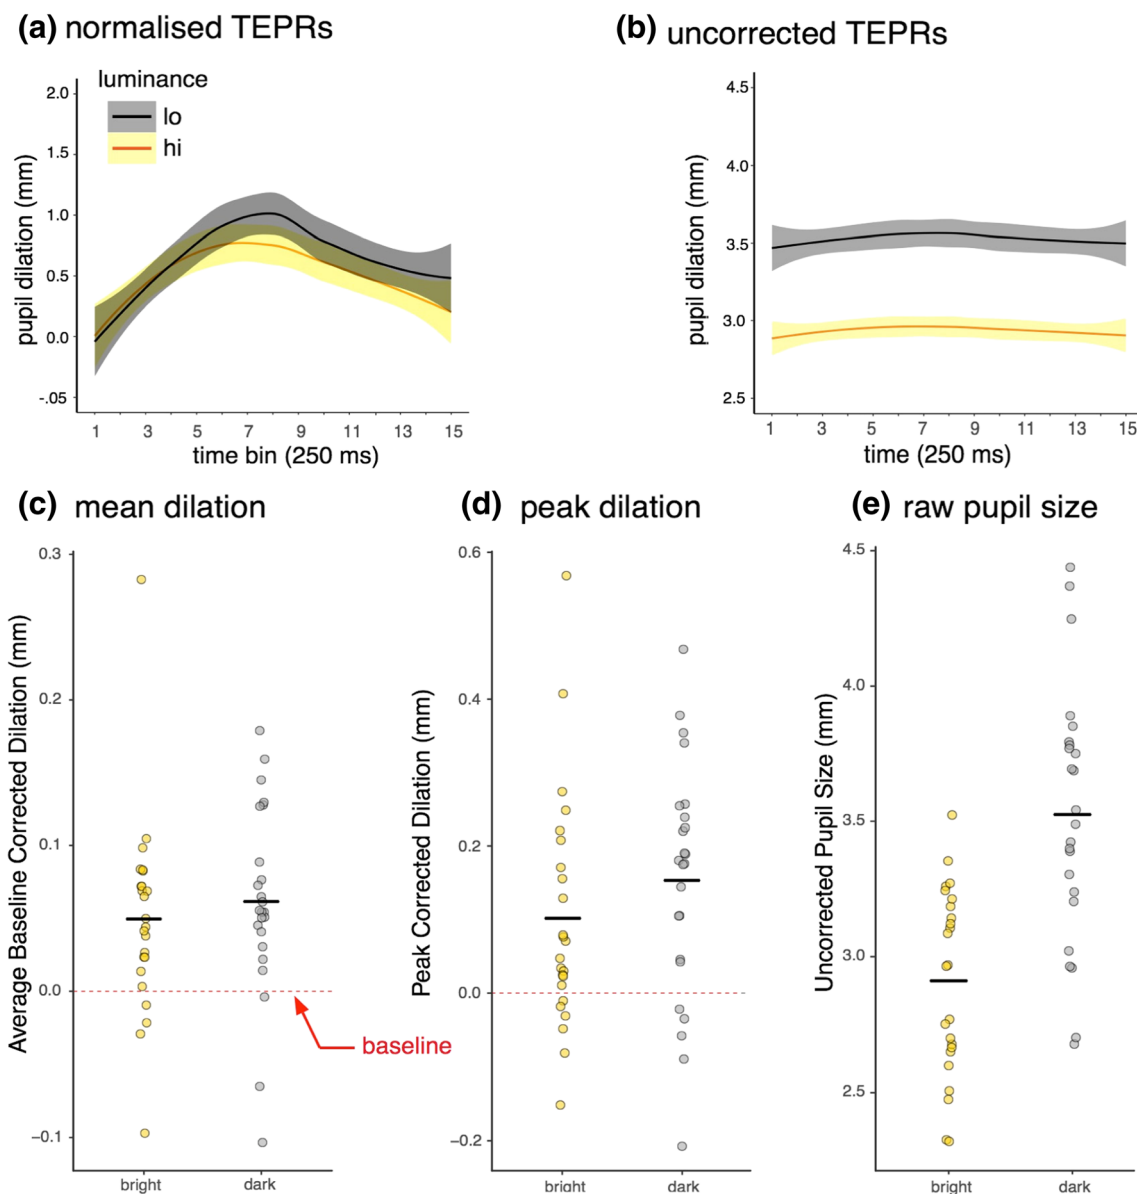 (a) normalised TEPRs
luminance
lo
hi
pupil dilation (mm)
2.0
1.5
1.0
0.5
0.0
-.05
1 3 5 7 9 11 13 15
time bin (250 ms)
(b) uncorrected TEPRs
pupil dilation (mm)
4.5
4.0
3.5
3.0
2.5
1 3 5 7 9 11 13 15
time (250 ms)
(c) mean dilation
Average Baseline Corrected Dilation (mm)
0.3
0.2
0.1
0.0
−0.1
baseline
bright dark
(d) peak dilation
Peak Corrected Dilation (mm)
0.6
0.4
0.2
0.0
−0.2
bright dark
(e) raw pupil size
Uncorrected Pupil Size (mm)
4.5
4.0
3.5
3.0
2.5
bright dark